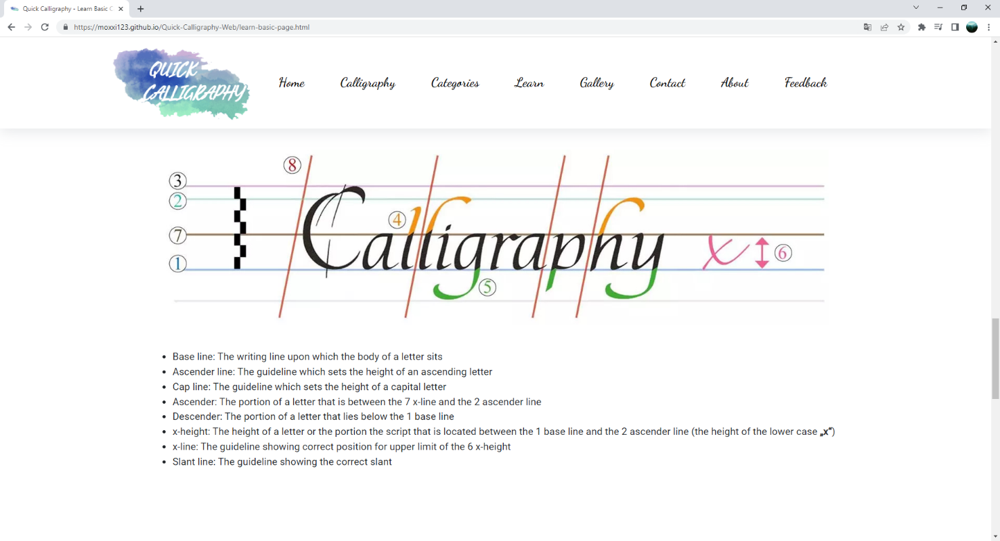 Quick Calligraphy - Learn Basic C
https://moxxi123.github.io/Quick-Calligraphy-Web/learn-basic-page.html
QUICK
CALLIGRAPHY
Home Calligraphy Categories Learn Gallery Contact About Feedback
8
3
2
4
7
1
5
6
Calligraphy x
Base line: The writing line upon which the body of a letter sits
Ascender line: The guideline which sets the height of an ascending letter
Cap line: The guideline which sets the height of a capital letter
Ascender: The portion of a letter that is between the 7 x-line and the 2 ascender line
Descender: The portion of a letter that lies below the 1 base line
x-height: The height of a letter or the portion the script that is located between the 1 base line and the 2 ascender line (the height of the lower case „x“)
x-line: The guideline showing correct position for upper limit of the 6 x-height
Slant line: The guideline showing the correct slant